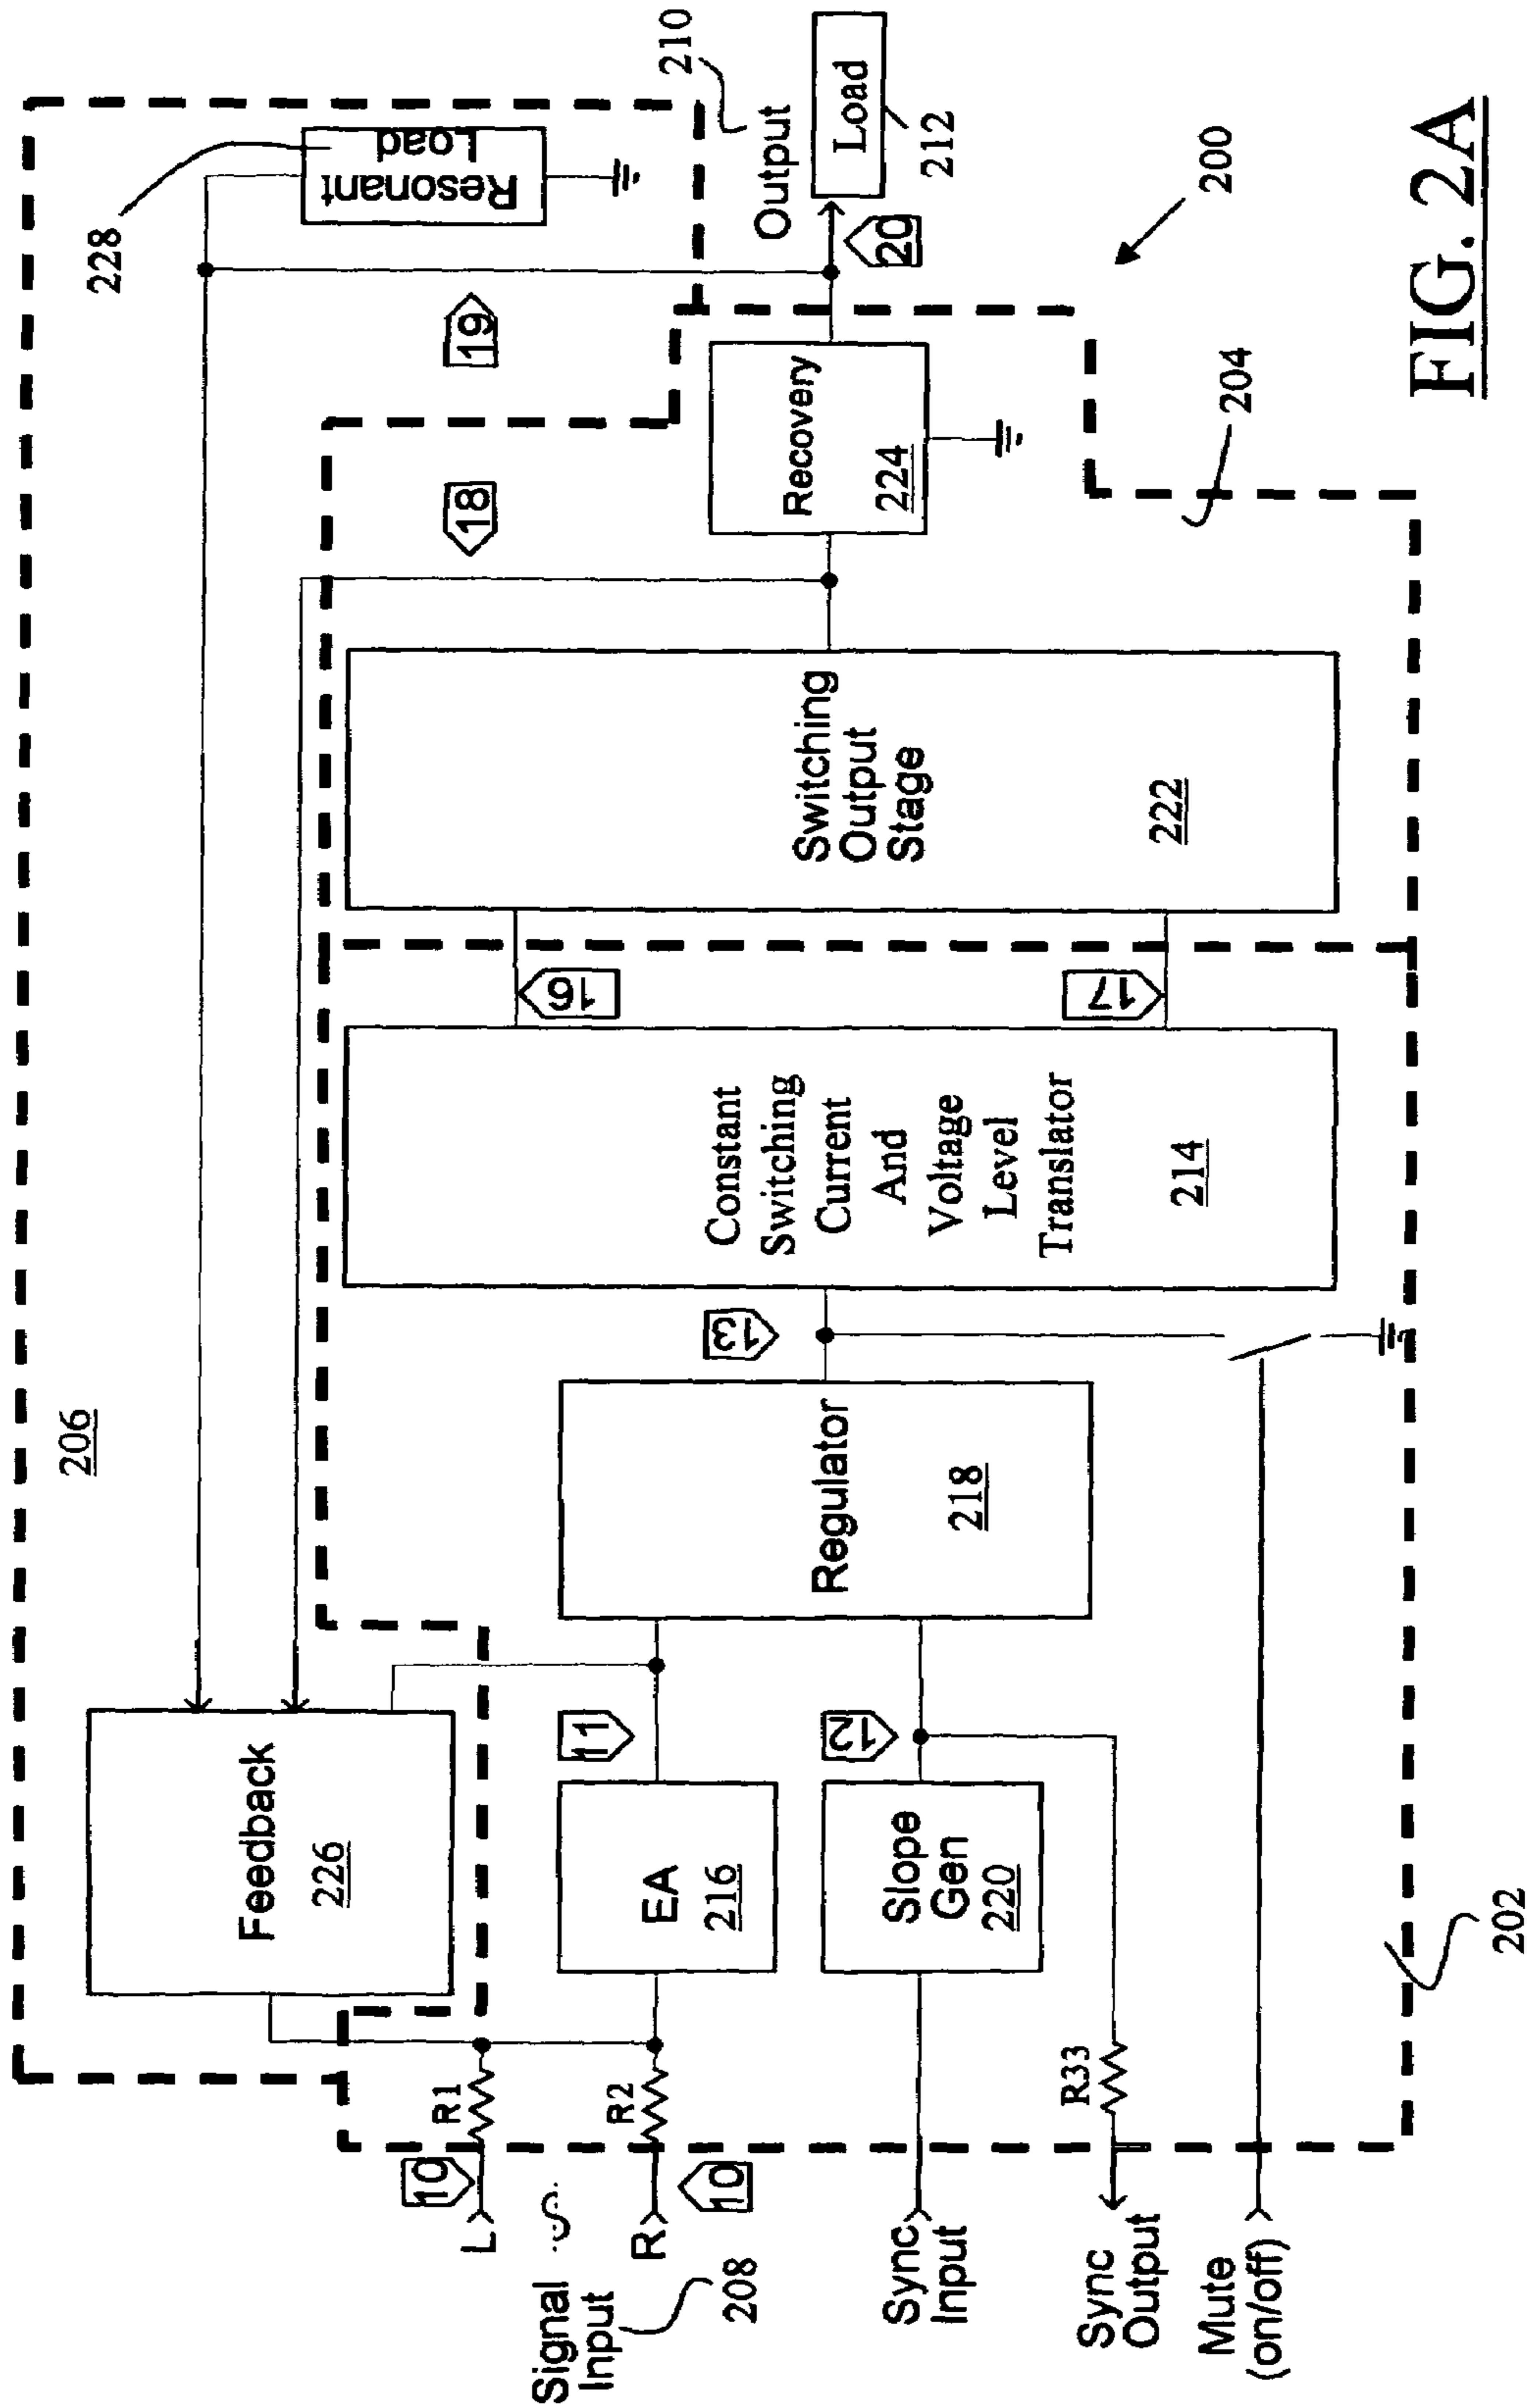 206
Feedback
226
228
Resonant
Load
19
18
L
10
R1
Signal
Input
208
S
R
10
R2
EA
216
11
Regulator
218
13
Constant
Switching
Current
And
Voltage
Level
Translator
214
16
17
Switching
Output
Stage
222
Recovery
224
Output
210
20
Load
212
Sync
Input
Slope
Gen
220
12
Sync
Output
R33
Mute
(on/off)
202
204
200
FIG. 2A